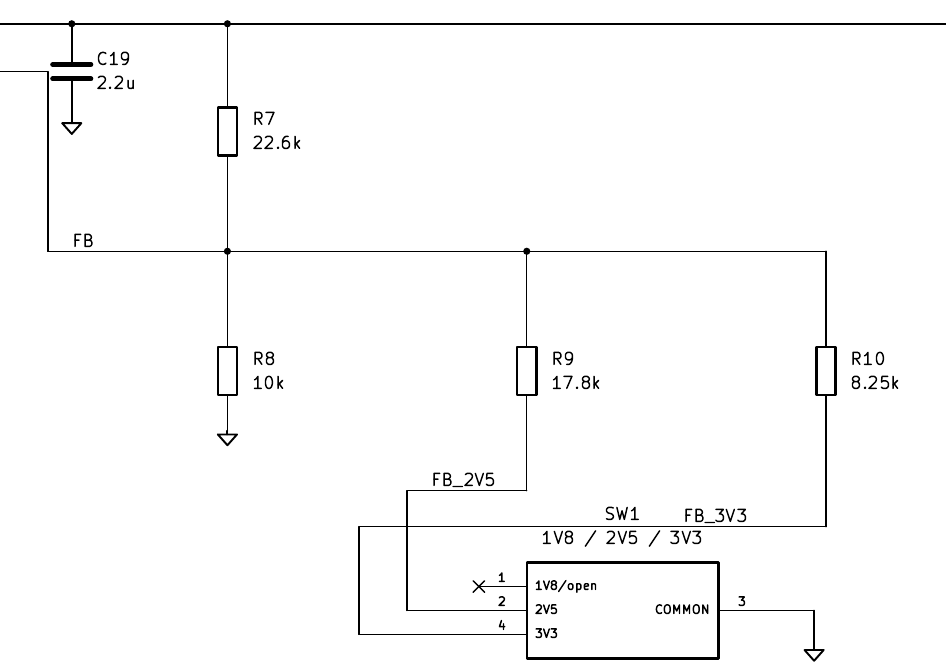 C19
2.2u
R7
22.6k
FB
R8
10k
R9
17.8k
R10
8.25k
FB_2V5
SW1
FB_3V3
1V8 / 2V5 / 3V3
1
1V8/open
2
2V5
COMMON
3
4
3V3